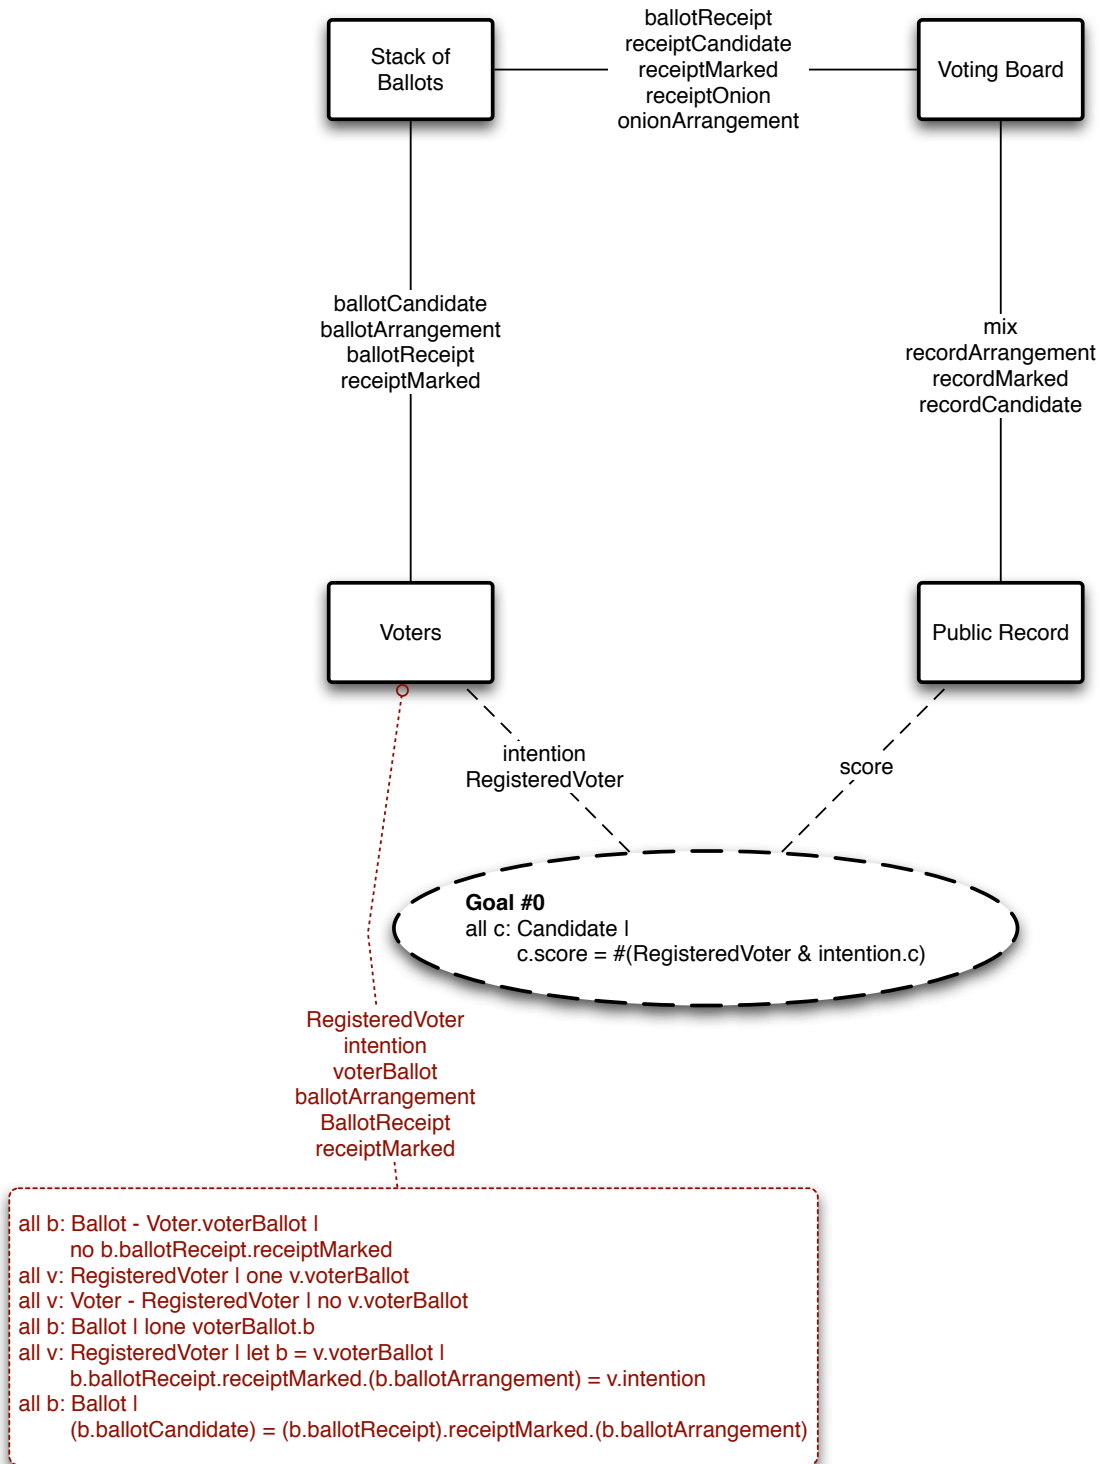 Stack of
Ballots
ballotReceipt
receiptCandidate
receiptMarked
receiptOnion
onionArrangement
Voting Board
ballotCandidate
ballotArrangement
ballotReceipt
receiptMarked
mix
recordArrangement
recordMarked
recordCandidate
Voters
Public Record
intention
RegisteredVoter
score
Goal #0
all c: Candidate |
c.score = #(RegisteredVoter & intention.c)
RegisteredVoter
intention
voterBallot
ballotArrangement
BallotReceipt
receiptMarked
all b: Ballot - Voter.voterBallot |
no b.ballotReceipt.receiptMarked
all v: RegisteredVoter | one v.voterBallot
all v: Voter - RegisteredVoter | no v.voterBallot
all b: Ballot | lone voterBallot.b
all v: RegisteredVoter | let b = v.voterBallot |
b.ballotReceipt.receiptMarked.(b.ballotArrangement) = v.intention
all b: Ballot |
(b.ballotCandidate) = (b.ballotReceipt).receiptMarked.(b.ballotArrangement)